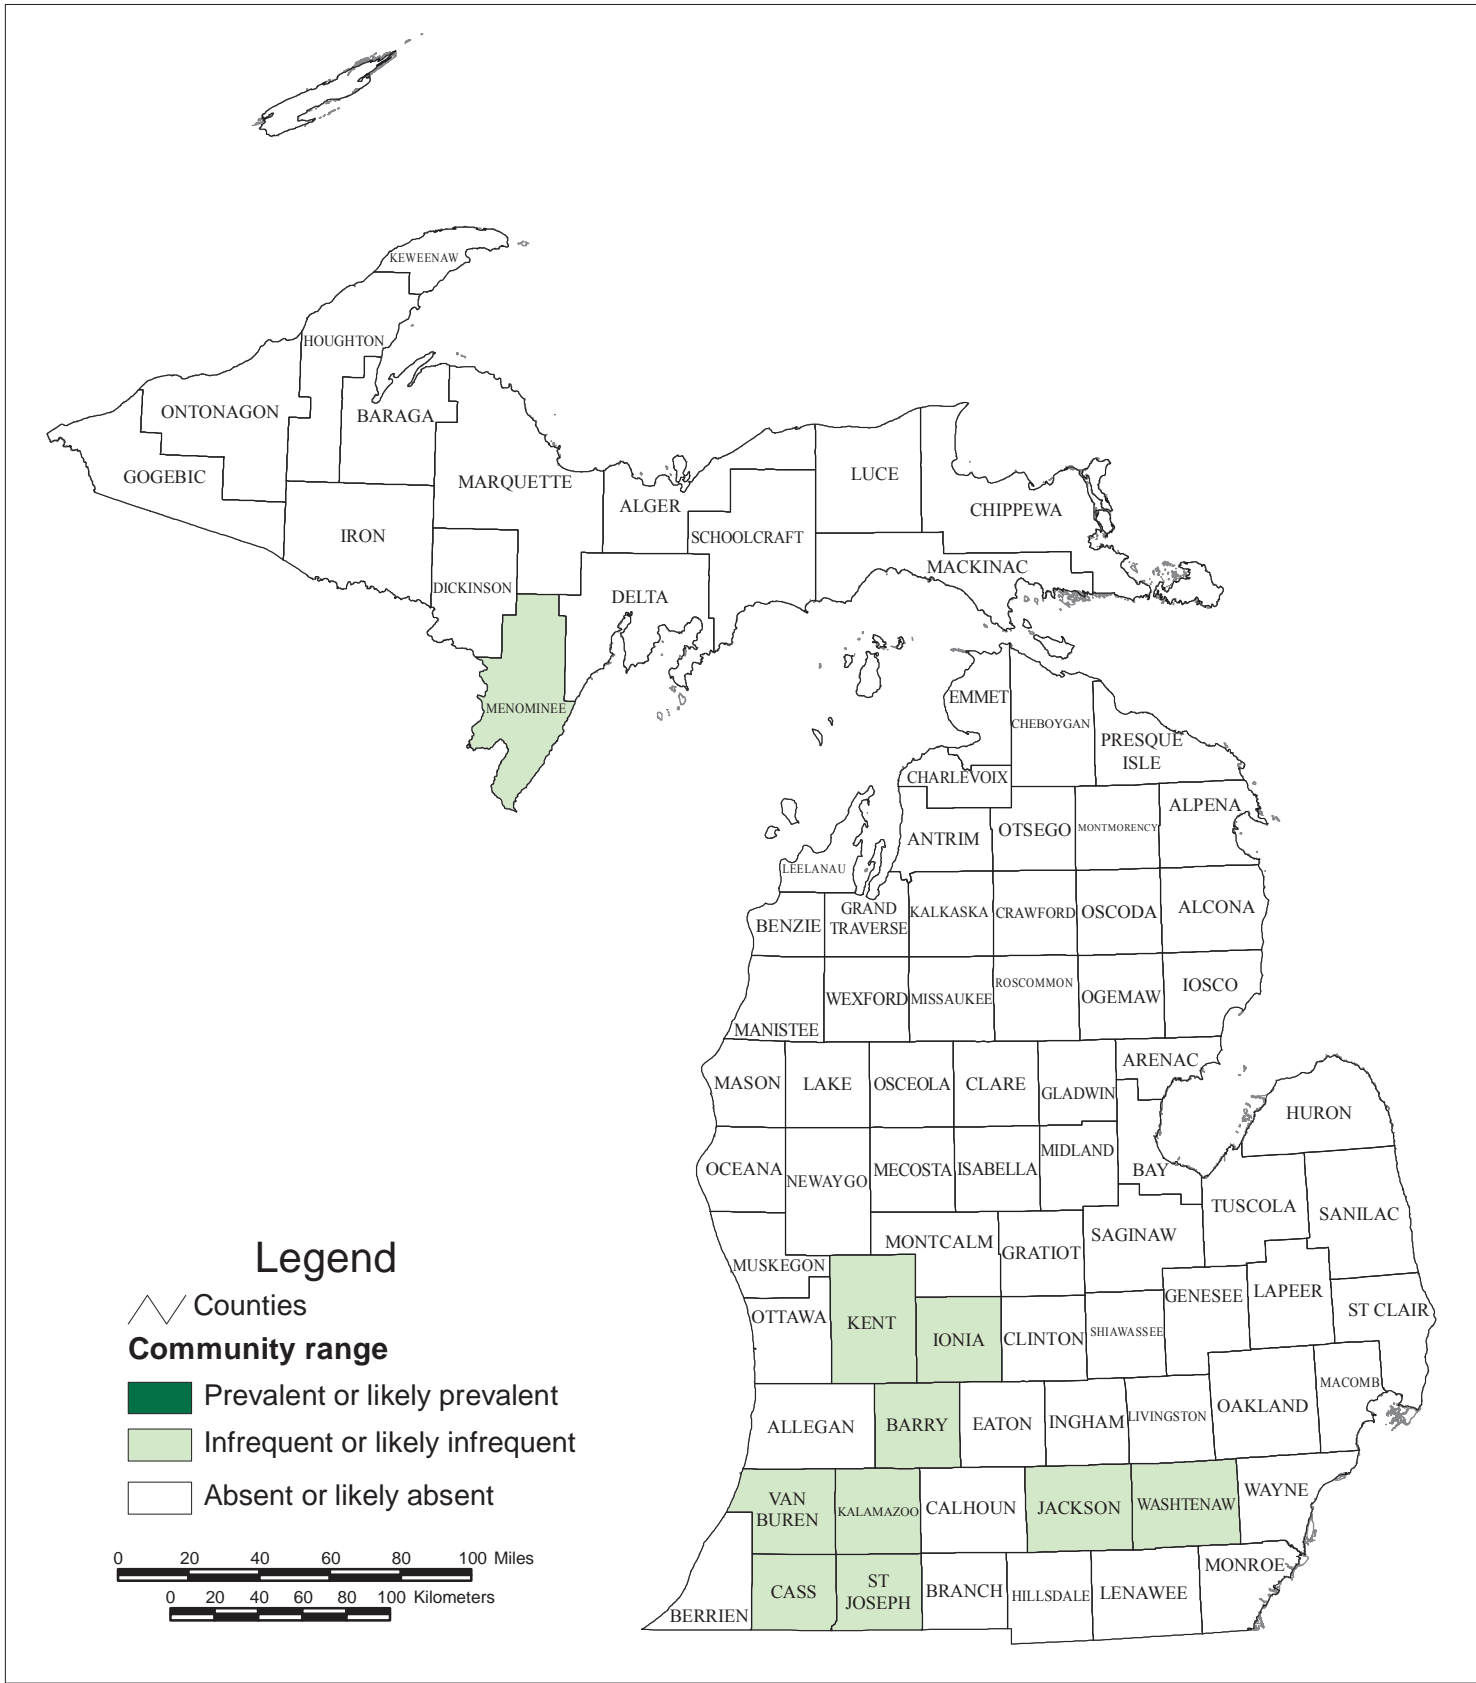 KEWEENAW
HOUGHTON
ONTONAGON
BARAGA
GOGEBIC
MARQUETTE
LUCE
ALGER
CHIPPEWA
IRON
SCHOOLCRAFT
MACKINAC
DICKINSON
DELTA
MENOMINEE
EMMET
CHEBOYGAN
PRESQUE
ISLE
CHARLEVOIX
ALPENA
ANTRIM
OTSEGO
MONTMORENCY
LEELANAU
BENZIE
GRAND
TRAVERSE
KALKASKA
CRAWFORD
OSCODA
ALCONA
MANISTEE
WEXFORD
MISSAUKEE
ROSCOMMON
OGEMAW
IOSCO
ARENAC
MASON
LAKE
OSCEOLA
CLARE
GLADWIN
HURON
OCEANA
NEWAYGO
MECOSTA
ISABELLA
MIDLAND
BAY
TUSCOLA
SANILAC
MUSKEGON
MONTCALM
GRATIOT
SAGINAW
OTTAWA
KENT
IONIA
CLINTON
SHIAWASSEE
GENESEE
LAPEER
ST CLAIR
ALLEGAN
BARRY
EATON
INGHAM
LIVINGSTON
OAKLAND
MACOMB
VAN
BUREN
KALAMAZOO
CALHOUN
JACKSON
WASHTENAW
WAYNE
BERRIEN
CASS
ST
JOSEPH
BRANCH
HILLSDALE
LENAWEE
MONROE
Legend
Counties
Community range
Prevalent or likely prevalent
Infrequent or likely infrequent
Absent or likely absent
0 20 40 60 80 100 Miles
0 20 40 60 80 100 Kilometers